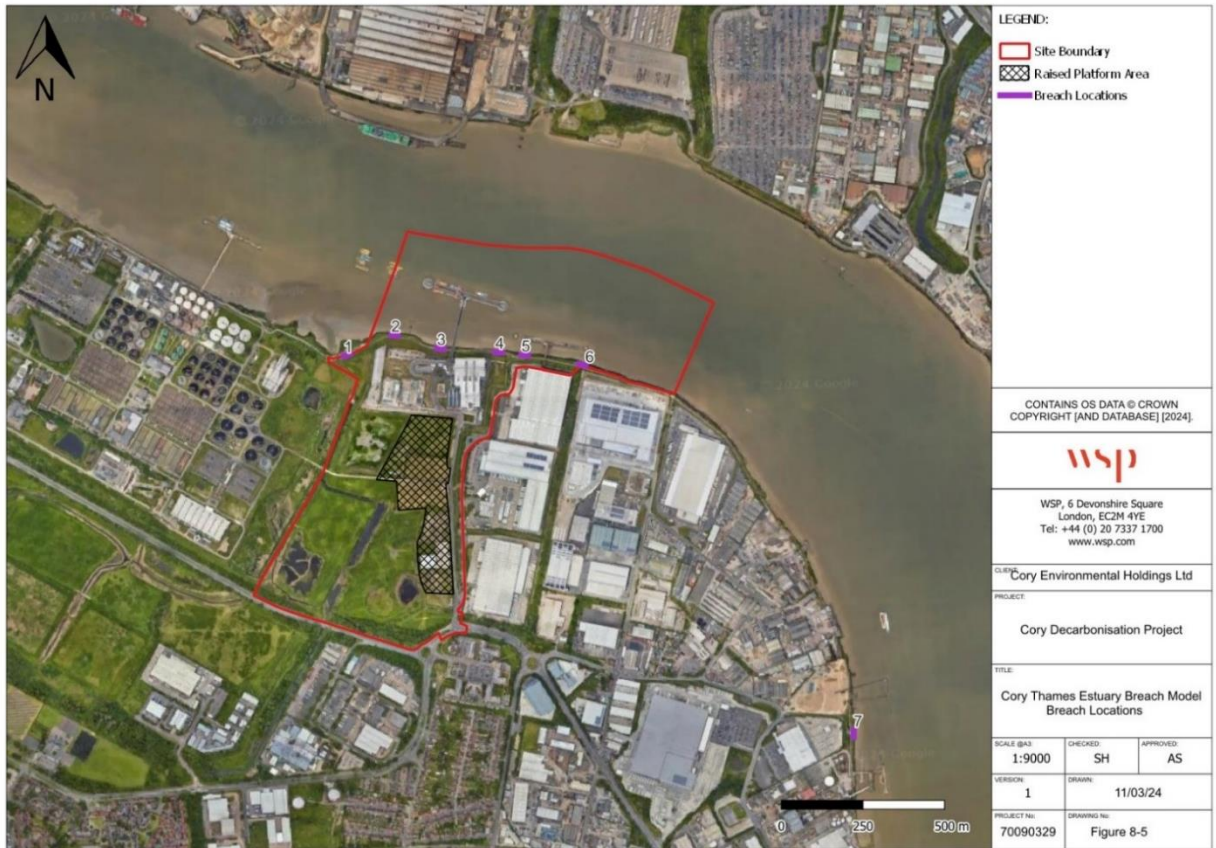 N
© 2024 Google
1
2
3
4
5
6
7
0
250
500 m
LEGEND:
Site Boundary
Raised Platform Area
Breach Locations
CONTAINS OS DATA © CROWN
COPYRIGHT [AND DATABASE] [2024].
wsp
WSP, 6 Devonshire Square
London, EC2M 4YE
Tel: +44 (0) 20 7337 1700
www.wsp.com
CLIENT:
Cory Environmental Holdings Ltd
PROJECT:
Cory Decarbonisation Project
TITLE:
Cory Thames Estuary Breach Model
Breach Locations
SCALE @A3:
1:9000
CHECKED:
SH
APPROVED:
AS
VERSION:
1
DRAWN:
11/03/24
PROJECT No:
70090329
DRAWING No:
Figure 8-5